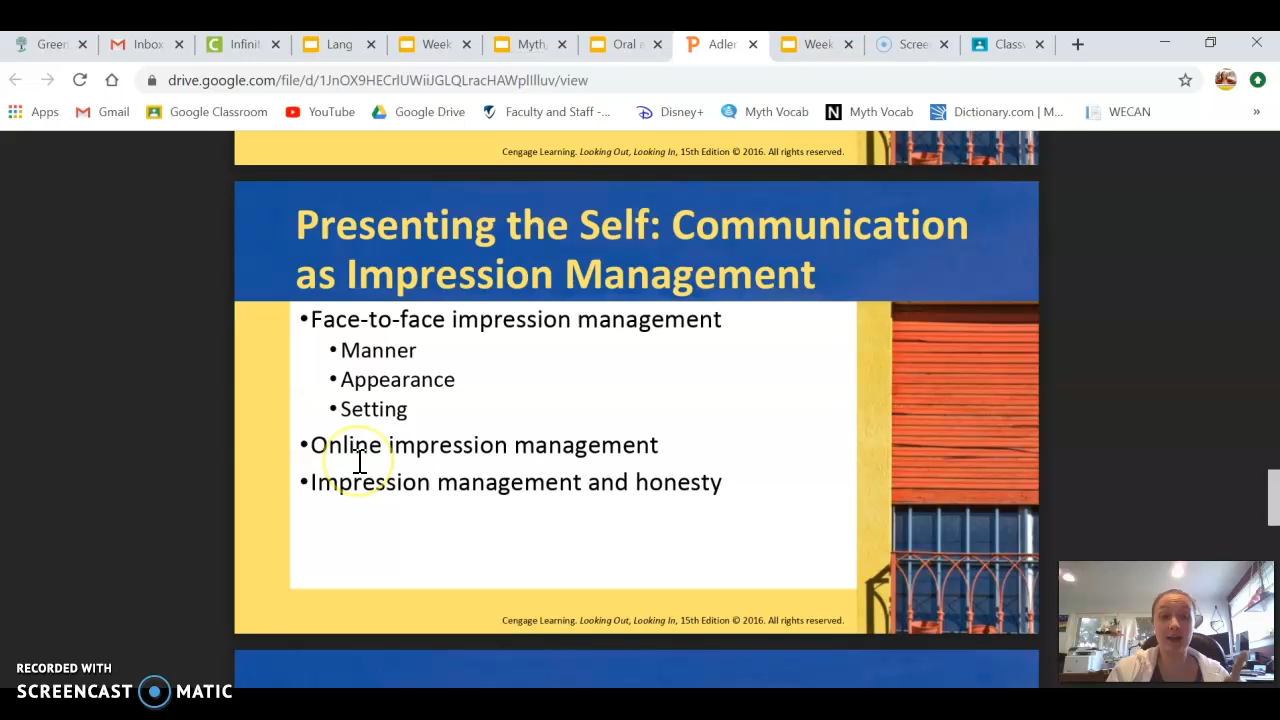 Green
Inbox
Infinit
Lang
Week
Myth,
Oral a
Adler
Week
Scree
Class
drive.google.com/file/d/1JnOX9HECrlUWiiJGLQLracHAWplllluv/view
Apps
Gmail
Google Classroom
YouTube
Google Drive
Faculty and Staff -...
Disney+
Myth Vocab
N Myth Vocab
Dictionary.com | M...
WECAN
»
Cengage Learning. Looking Out, Looking In, 15th Edition © 2016. All rights reserved.
Presenting the Self: Communication
as Impression Management
•Face-to-face impression management
•Manner
•Appearance
•Setting
•Online impression management
•Impression management and honesty
Cengage Learning. Looking Out, Looking In, 15th Edition © 2016. All rights reserved.
RECORDED WITH
SCREENCAST MATIC